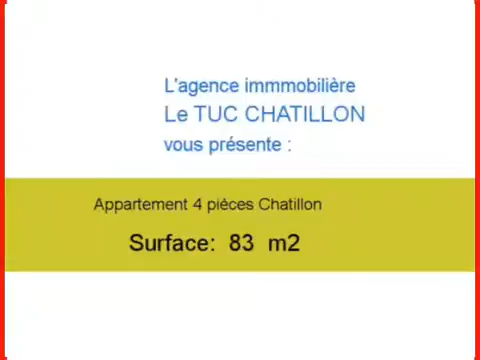 L'agence immmobilière
Le TUC CHATILLON
vous présente :
Appartement 4 pièces Chatillon
Surface: 83 m2